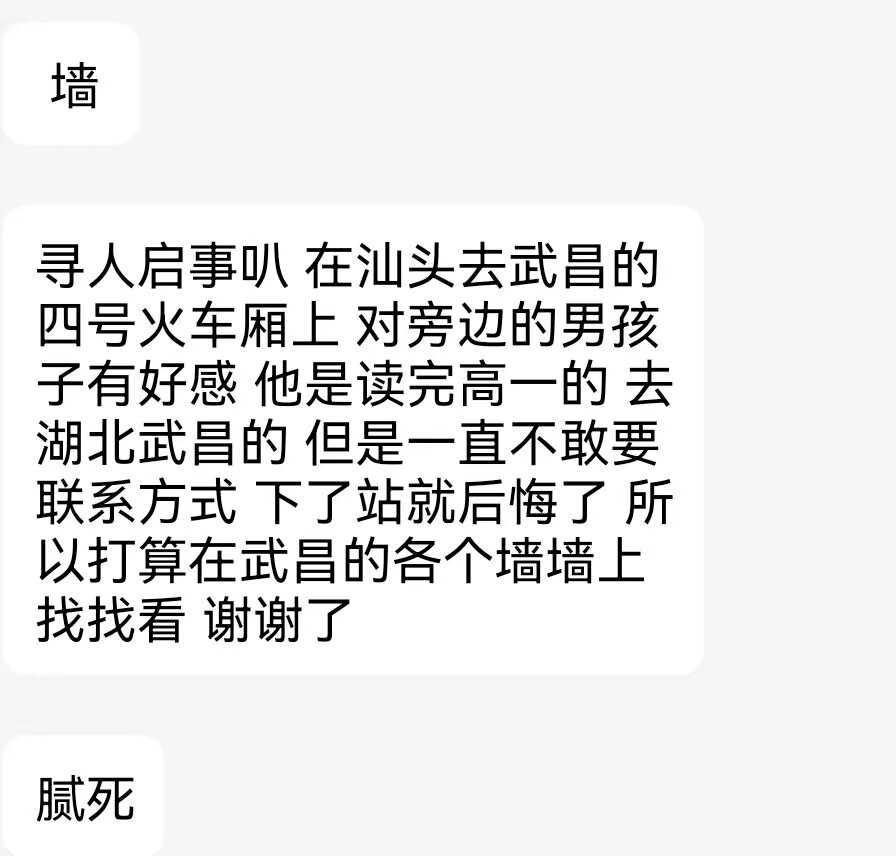 墙
寻人启事叭 在汕头去武昌的
四号火车厢上 对旁边的男孩
子有好感 他是读完高一的 去
湖北武昌的 但是一直不敢要
联系方式 下了站就后悔了 所
以打算在武昌的各个墙墙上
找找看 谢谢了
腻死